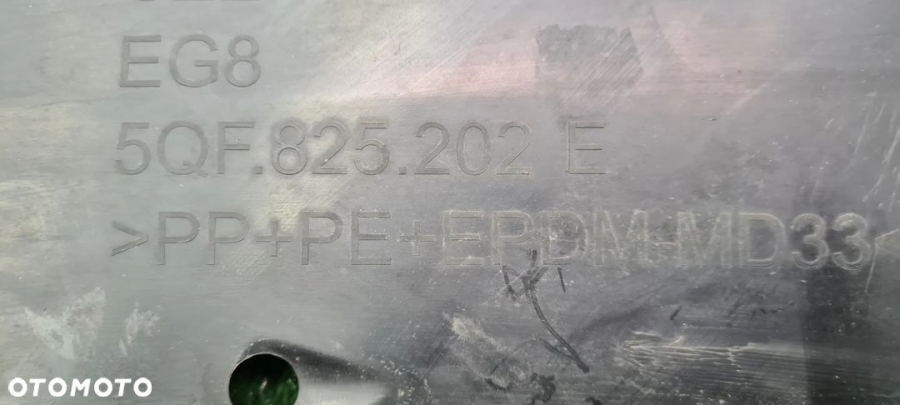 EG8
5QF.825.202 E
>PP+PE+EPDM-MD33
OTOMOTO